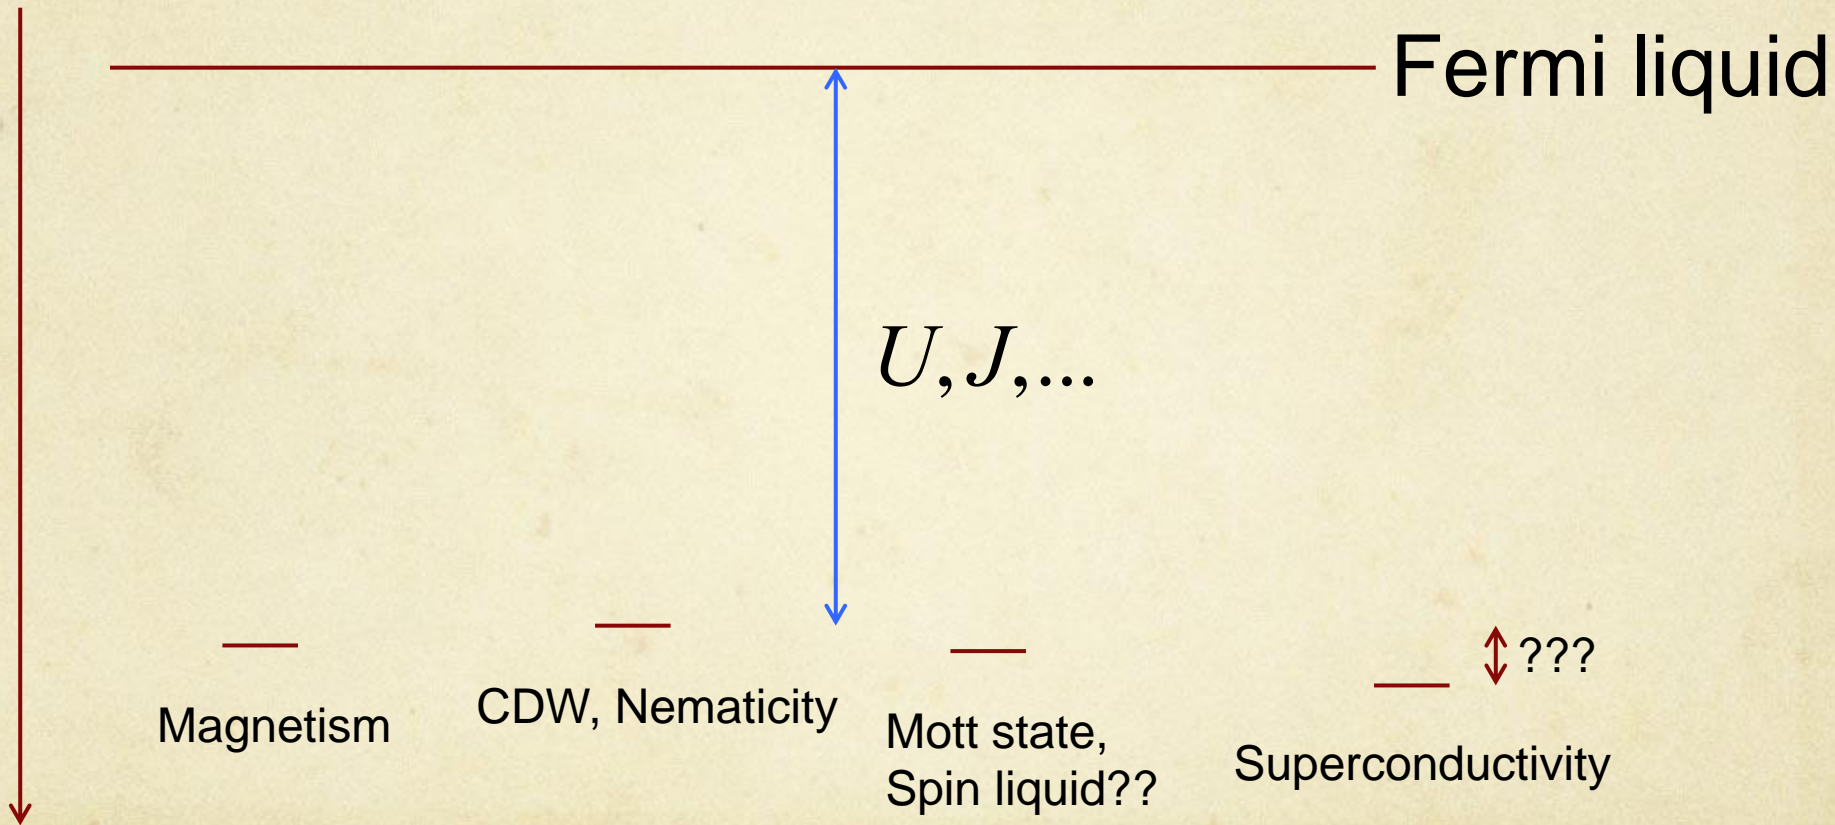 Fermi liquid
U,J,...
???
Magnetism
CDW, Nematicity
Mott state,
Spin liquid??
Superconductivity